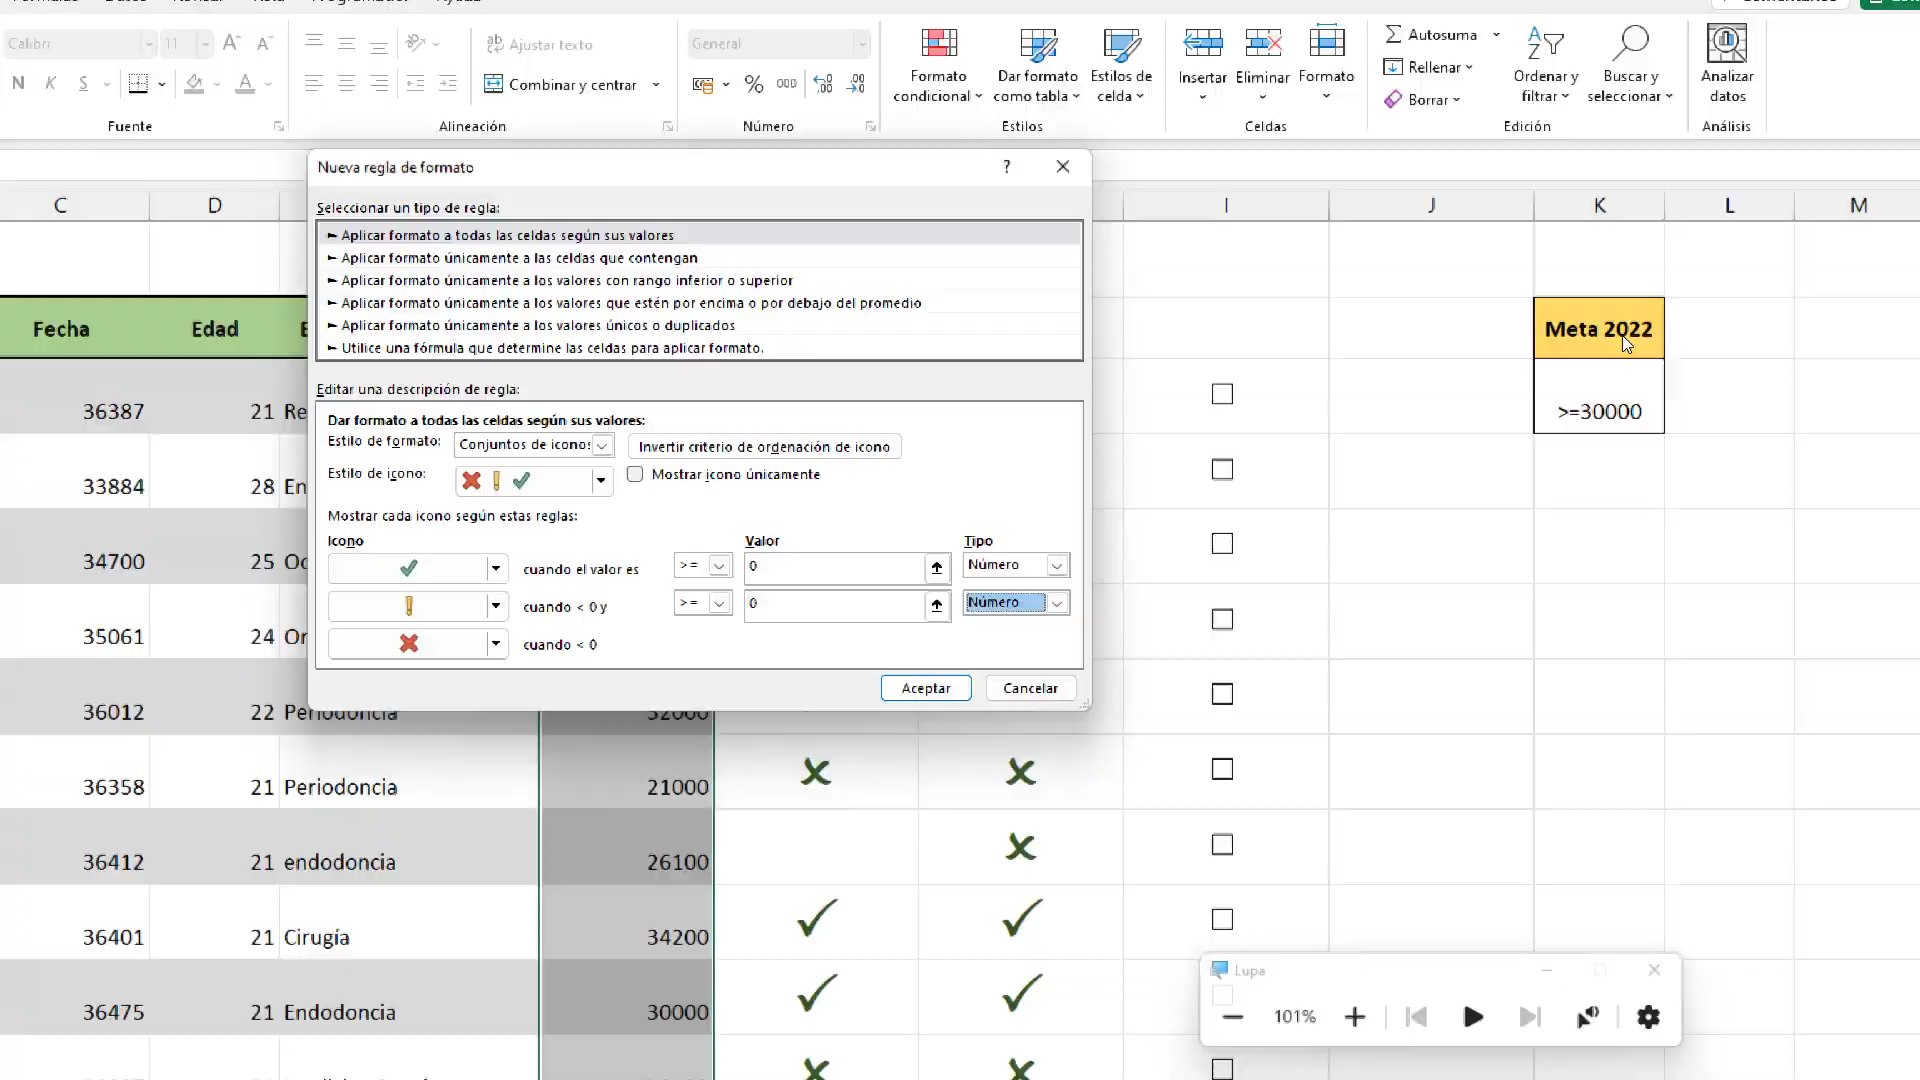 Calibri 11 A A
Ajustar texto
General
N K S
Combinar y centrar
% 000
Formato condicional
Dar formato como tabla
Estilos de celda
Insertar
Eliminar
Formato
Autosuma
Rellenar
Borrar
Ordenar y filtrar
Buscar y seleccionar
Analizar datos
Fuente
Alineación
Número
Estilos
Celdas
Edición
Análisis
Nueva regla de formato
?
Seleccionar un tipo de regla:
► Aplicar formato a todas las celdas según sus valores
► Aplicar formato únicamente a las celdas que contengan
► Aplicar formato únicamente a los valores con rango inferior o superior
► Aplicar formato únicamente a los valores que estén por encima o por debajo del promedio
► Aplicar formato únicamente a los valores únicos o duplicados
► Utilice una fórmula que determine las celdas para aplicar formato.
Editar una descripción de regla:
Dar formato a todas las celdas según sus valores:
Estilo de formato: Conjuntos de iconos Invertir criterio de ordenación de icono
Estilo de icono: Mostrar icono únicamente
Mostrar cada icono según estas reglas:
Icono Valor Tipo
cuando el valor es >= 0 Número
cuando < 0 y >= 0 Número
cuando < 0
Aceptar Cancelar
C D I J K L M
Fecha Edad
Meta 2022
>=30000
36387 21 Re
33884 28 En
34700 25
35061 24 Or
36012 22 Periodoncia 32000
36358 21 Periodoncia 21000
36412 21 endodoncia 26100
36401 21 Cirugía 34200
36475 21 Endodoncia 30000
Lupa
101%